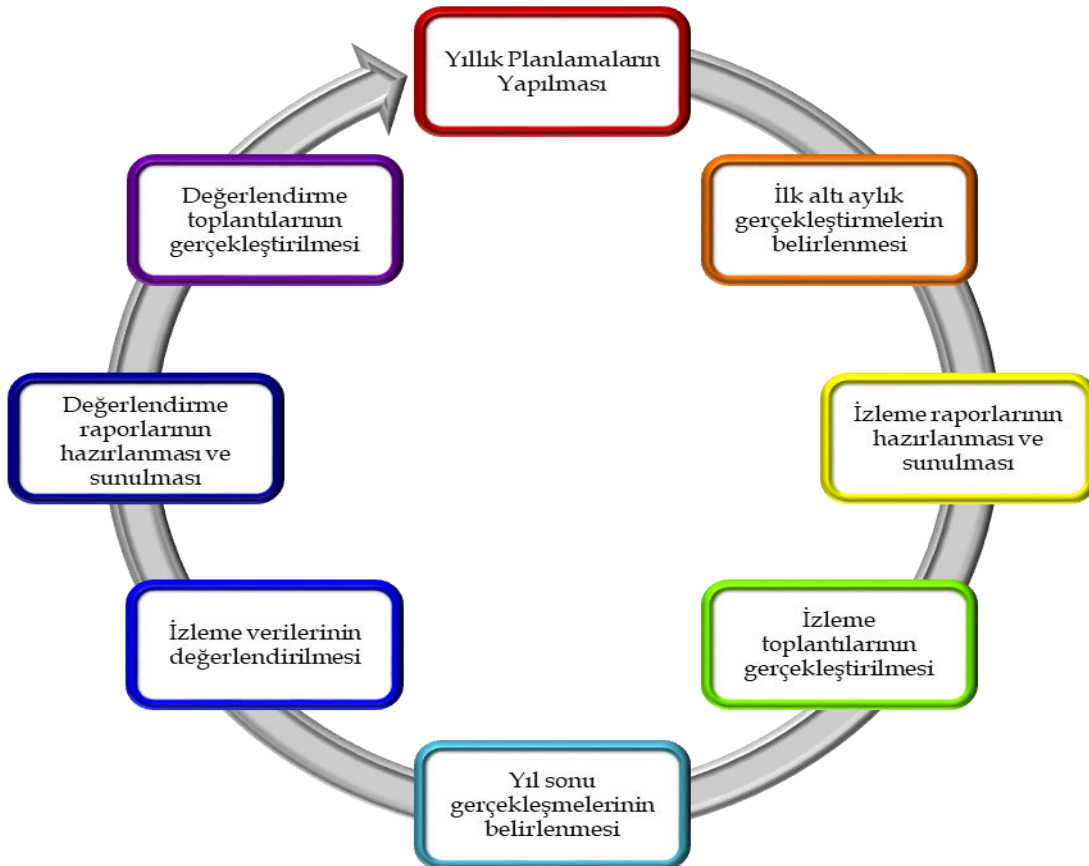 Yıllık Planlamaların
Yapılması
İlk altı aylık
gerçekleştirmelerin
belirlenmesi
İzleme raporlarının
hazırlanması ve
sunulması
İzleme
toplantılarının
gerçekleştirilmesi
Yıl sonu
gerçekleşmelerinin
belirlenmesi
İzleme verilerinin
değerlendirilmesi
Değerlendirme
raporlarının
hazırlanması ve
sunulması
Değerlendirme
toplantılarının
gerçekleştirilmesi